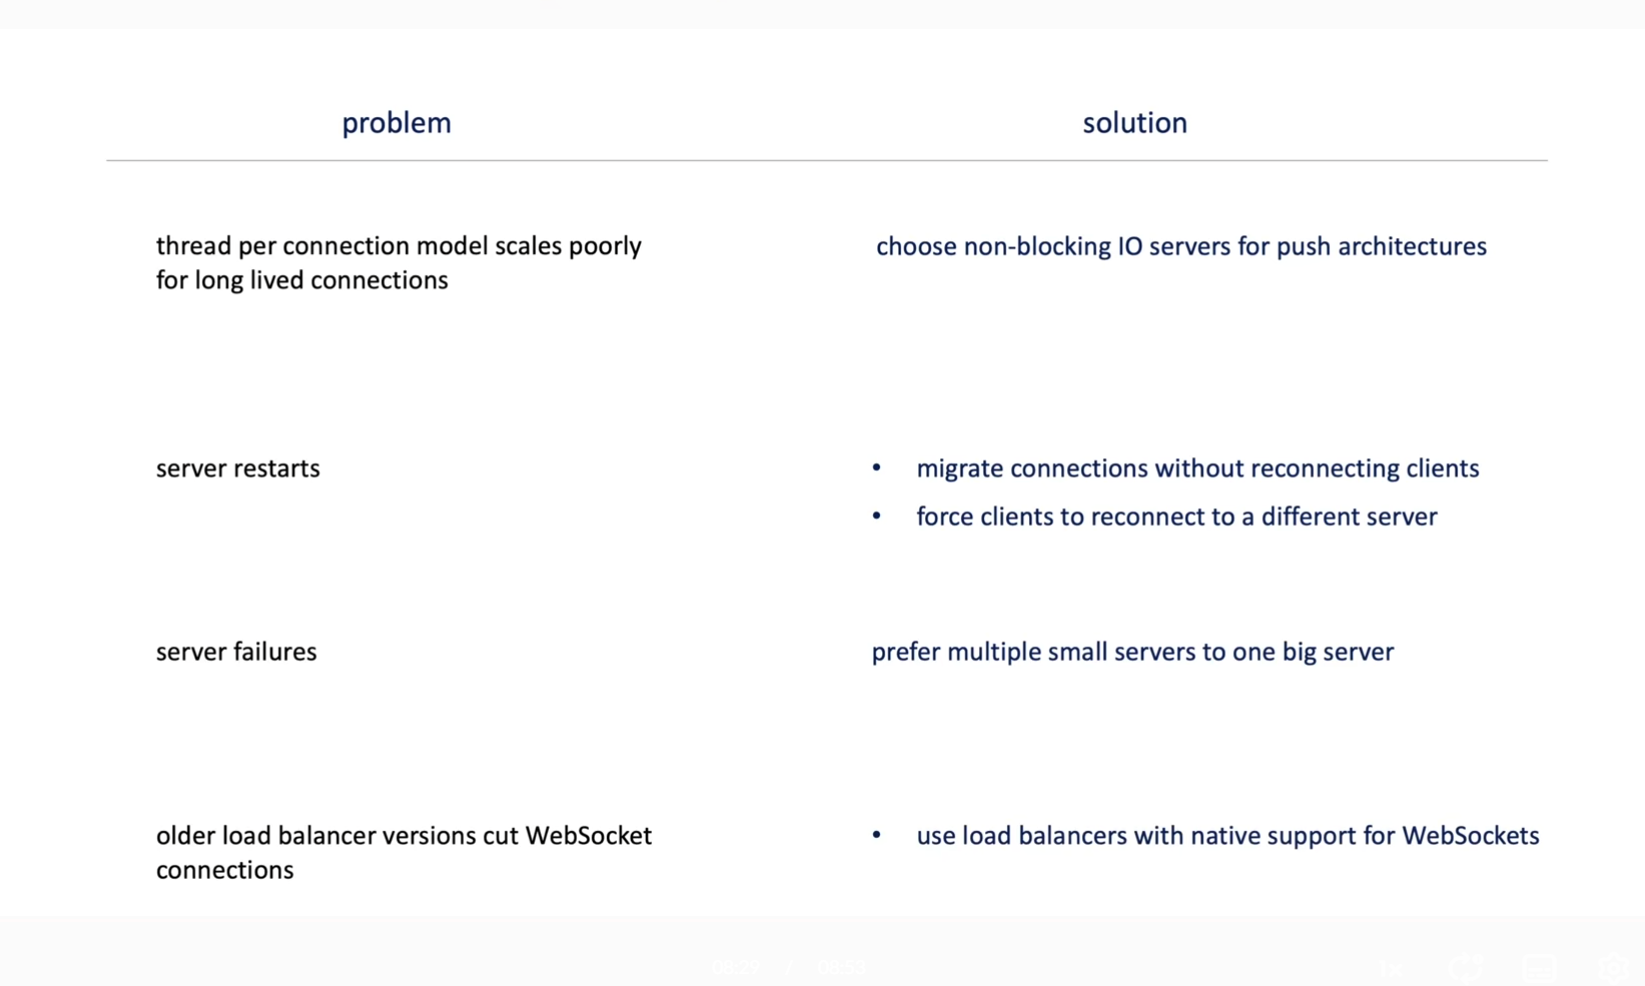 problem
solution
thread per connection model scales poorly
for long lived connections
choose non-blocking IO servers for push architectures
server restarts
• migrate connections without reconnecting clients
• force clients to reconnect to a different server
server failures
prefer multiple small servers to one big server
older load balancer versions cut WebSocket
connections
• use load balancers with native support for WebSockets
08:29 / 08:53
1x